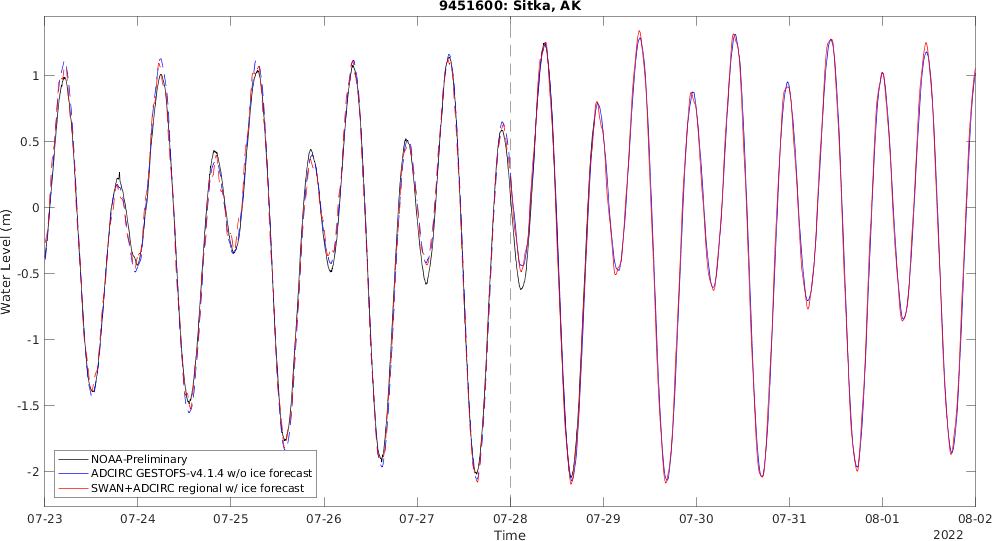 9451600: Sitka, AK
1
0.5
0
-0.5
-1
-1.5
-2
Water Level (m)
NOAA-Preliminary
ADCIRC GESTOFS-v4.1.4 w/o ice forecast
SWAN+ADCIRC regional w/ ice forecast
07-23 07-24 07-25 07-26 07-27 07-28 07-29 07-30 07-31 08-01 08-02
Time
2022